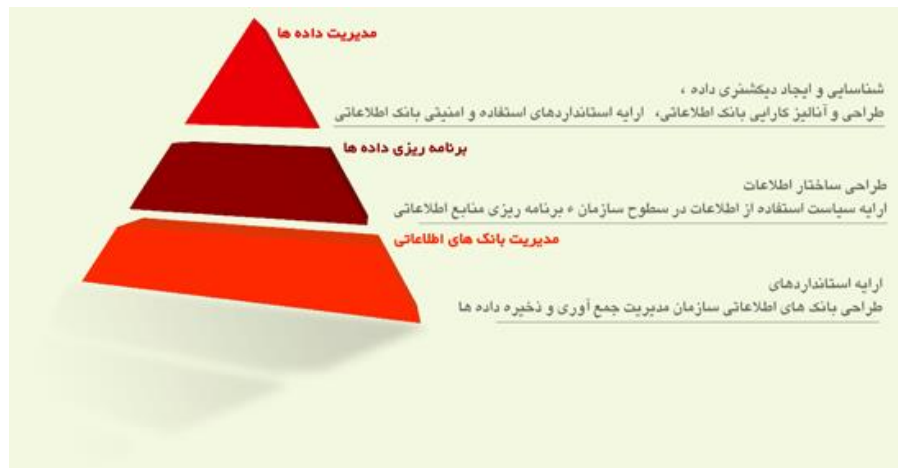 مدیریت داده ها
شناسایی و ایجاد دیکشنری داده ،
طراحی و آنالیز کارایی بانک اطلاعاتی، ارایه استانداردهای استفاده و امنیتی بانک اطلاعاتی
برنامه ریزی داده ها
طراحی ساختار اطلاعات
ارایه سیاست استفاده از اطلاعات در سطوح سازمان ء برنامه ریزی منابع اطلاعاتی
مدیریت بانک های اطلاعاتی
ارایه استانداردهای
طراحی بانک های اطلاعاتی سازمان مدیریت جمع آوری و ذخیره داده ها